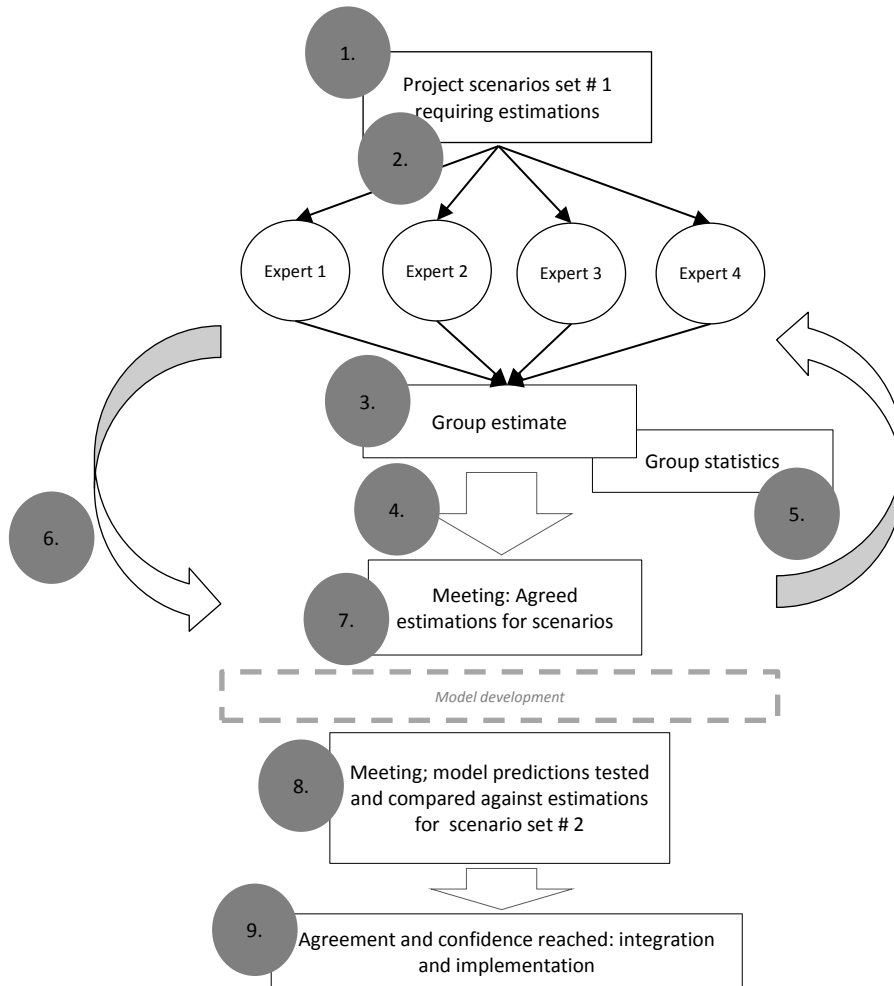 1.
Project scenarios set # 1
requiring estimations
2.
Expert 1
Expert 2
Expert 3
Expert 4
3.
Group estimate
Group statistics
4.
5.
6.
Meeting: Agreed
estimations for scenarios
7.
Model development
8.
Meeting; model predictions tested
and compared against estimations
for scenario set # 2
9.
Agreement and confidence reached: integration
and implementation